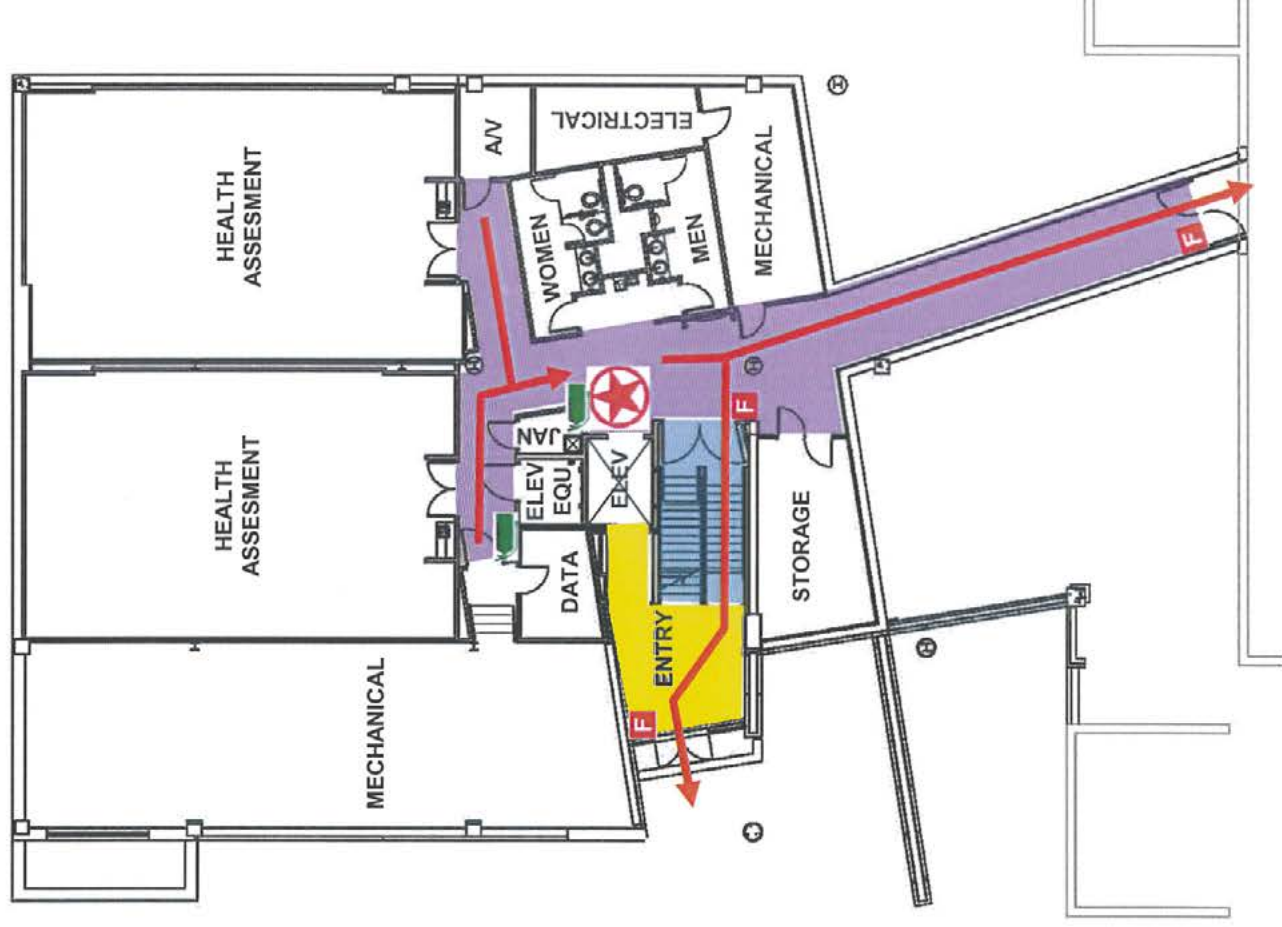 HEALTH
ASSESMENT
A/V
ELECTRICAL
WOMEN
MEN
MECHANICAL
HEALTH
ASSESMENT
JAN
ELEV
EQU.
ELEV
F
F
DATA
STORAGE
MECHANICAL
ENTRY
F